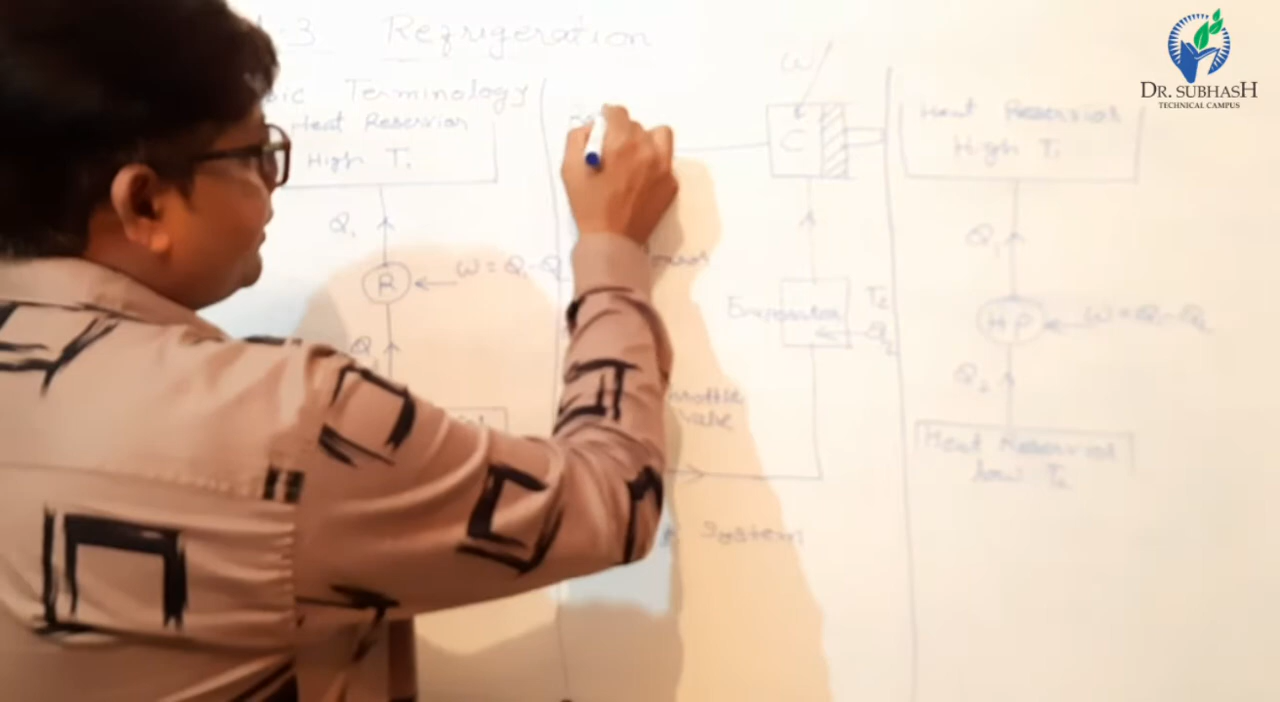 3 Refrigeration
Terminology
Heat Reservior
High T₁
Q₁
R
W = Q₁ - Q₂
W
C
Evaporator
T₂
Q₂
Throttle
Valve
System
Heat Reservior
High T₁
Q₁
HP
W = Q₁ - Q₂
Q₂
Heat Reservior
low T₂
DR. SUBHASH
TECHNICAL CAMPUS